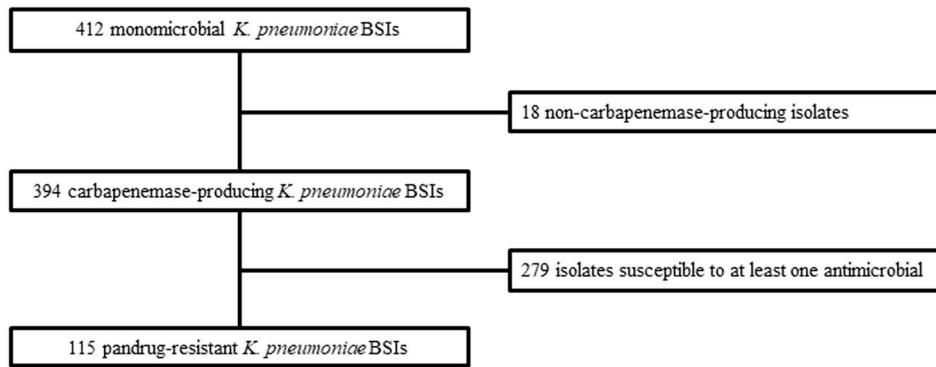 412 monomicrobial K. pneumoniae BSIs
18 non-carbapenemase-producing isolates
394 carbapenemase-producing K. pneumoniae BSIs
279 isolates susceptible to at least one antimicrobial
115 pandrug-resistant K. pneumoniae BSIs